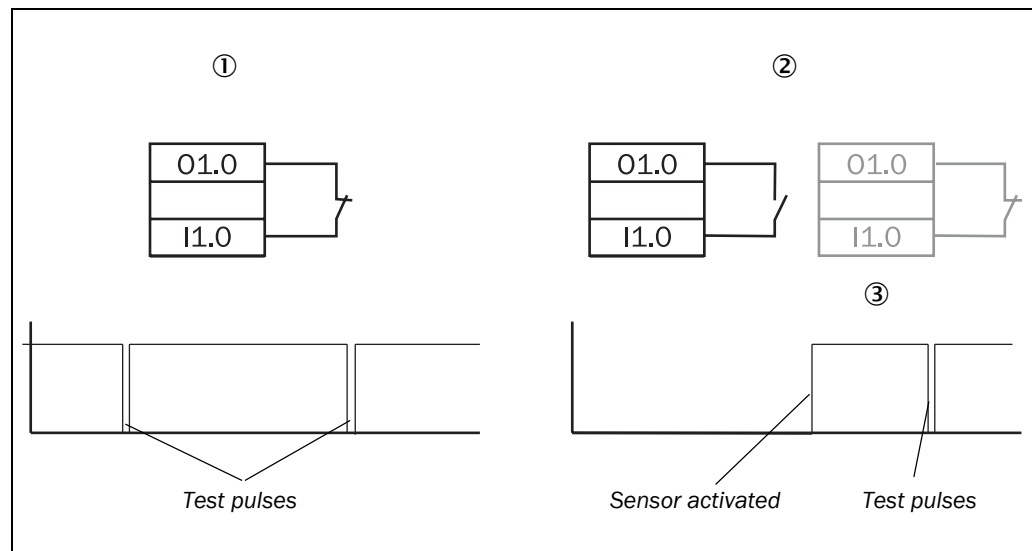 ①
②
O1.0
I1.0
O1.0
I1.0
O1.0
I1.0
③
Test pulses
Sensor activated
Test pulses